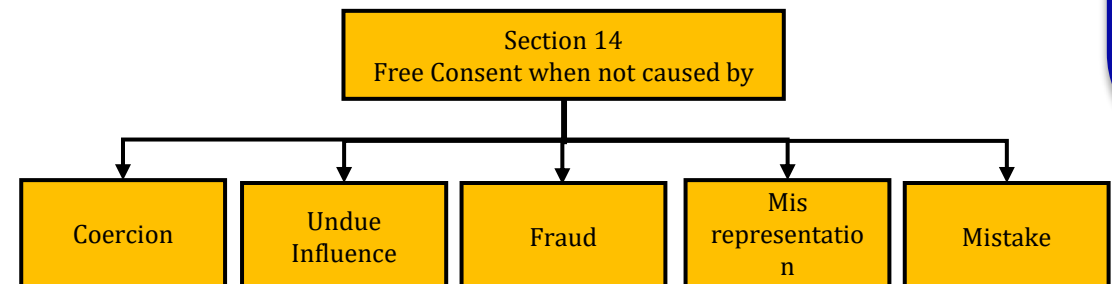 Section 14
Free Consent when not caused by
Coercion
Undue
Influence
Fraud
Mis
representatio
n
Mistake